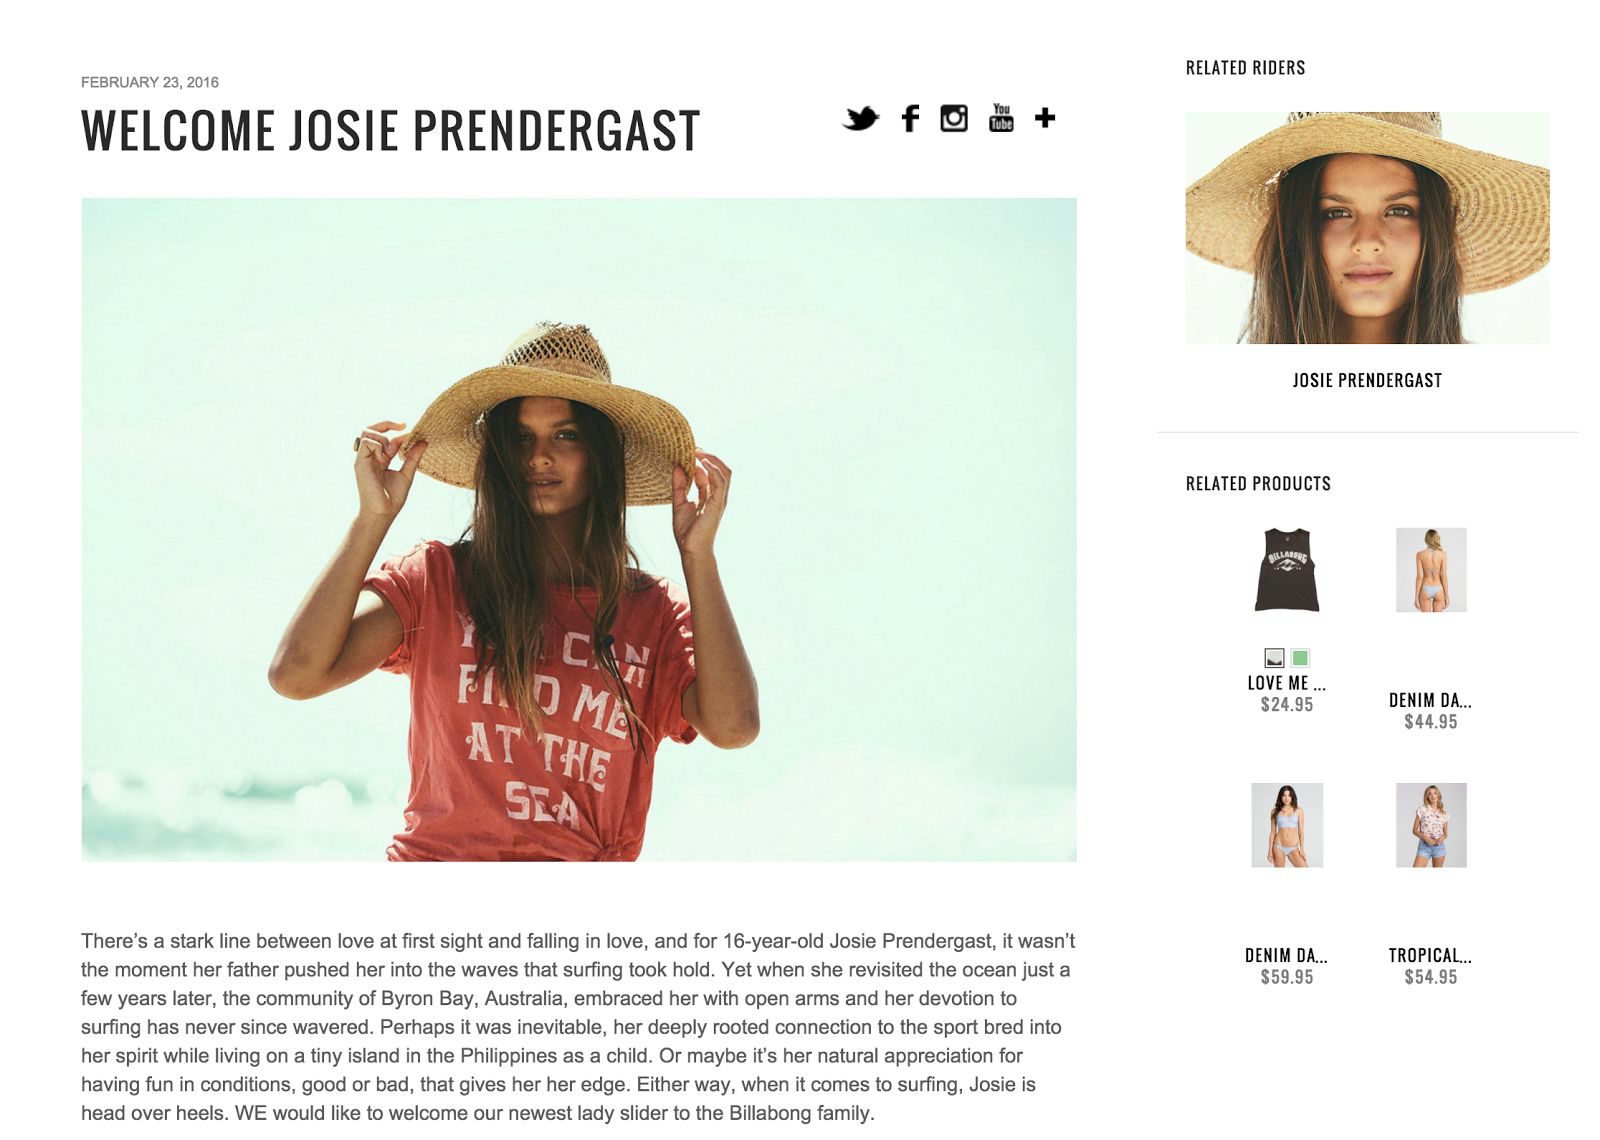 FEBRUARY 23, 2016
WELCOME JOSIE PRENDERGAST
You
Tube
YOU CAN
FIND ME
AT THE
SEA
There’s a stark line between love at first sight and falling in love, and for 16-year-old Josie Prendergast, it wasn’t
the moment her father pushed her into the waves that surfing took hold. Yet when she revisited the ocean just a
few years later, the community of Byron Bay, Australia, embraced her with open arms and her devotion to
surfing has never since wavered. Perhaps it was inevitable, her deeply rooted connection to the sport bred into
her spirit while living on a tiny island in the Philippines as a child. Or maybe it’s her natural appreciation for
having fun in conditions, good or bad, that gives her her edge. Either way, when it comes to surfing, Josie is
head over heels. WE would like to welcome our newest lady slider to the Billabong family.
RELATED RIDERS
JOSIE PRENDERGAST
RELATED PRODUCTS
BILLABONG
LOVE ME ...
$24.95
DENIM DA...
$44.95
DENIM DA...
$59.95
TROPICAL...
$54.95